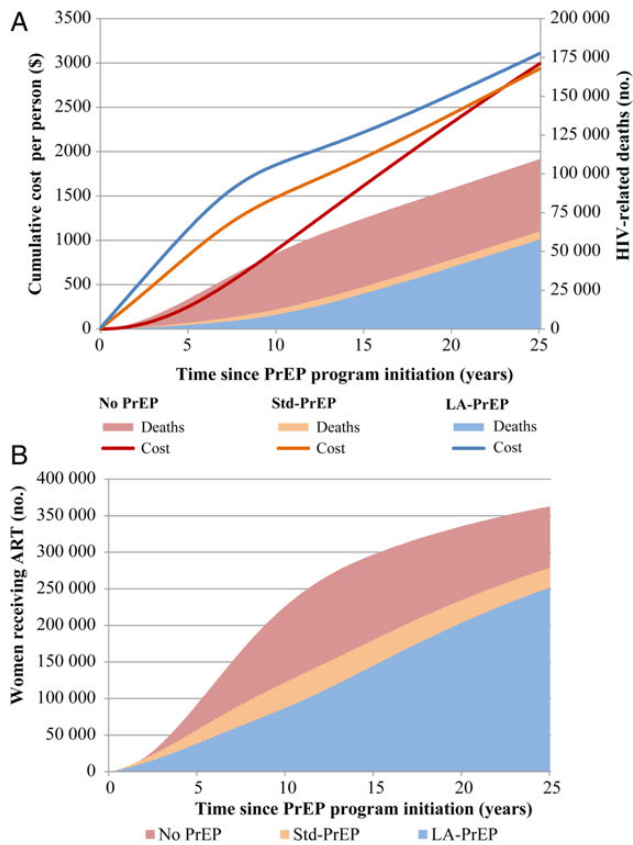 A
Cumulative cost per person ($)
3500
3000
2500
2000
1500
1000
500
0
200 000
175 000
150 000
125 000
100 000
75 000
50 000
25 000
0
HIV-related deaths (no.)
0 5 10 15 20 25
Time since PrEP program initiation (years)
No PrEP Std-PrEP LA-PrEP
Deaths Deaths Deaths
Cost Cost Cost
B
Women receiving ART (no.)
400 000
350 000
300 000
250 000
200 000
150 000
100 000
50 000
0
0 5 10 15 20 25
Time since PrEP program initiation (years)
No PrEP Std-PrEP LA-PrEP